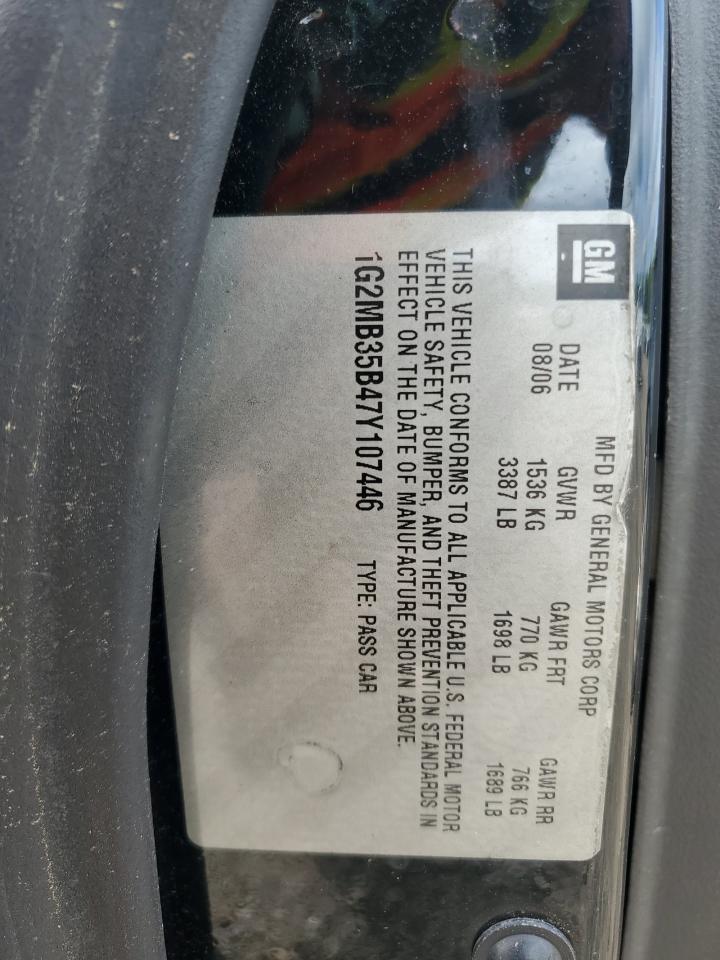 GM
MFD BY GENERAL MOTORS CORP
DATE GVWR GAWR FRT GAWR RR
08/06 1536 KG 770 KG 766 KG
3387 LB 1698 LB 1689 LB
THIS VEHICLE CONFORMS TO ALL APPLICABLE U.S. FEDERAL MOTOR
VEHICLE SAFETY, BUMPER, AND THEFT PREVENTION STANDARDS IN
EFFECT ON THE DATE OF MANUFACTURE SHOWN ABOVE.
1G2MB35B47Y107446 TYPE: PASS CAR